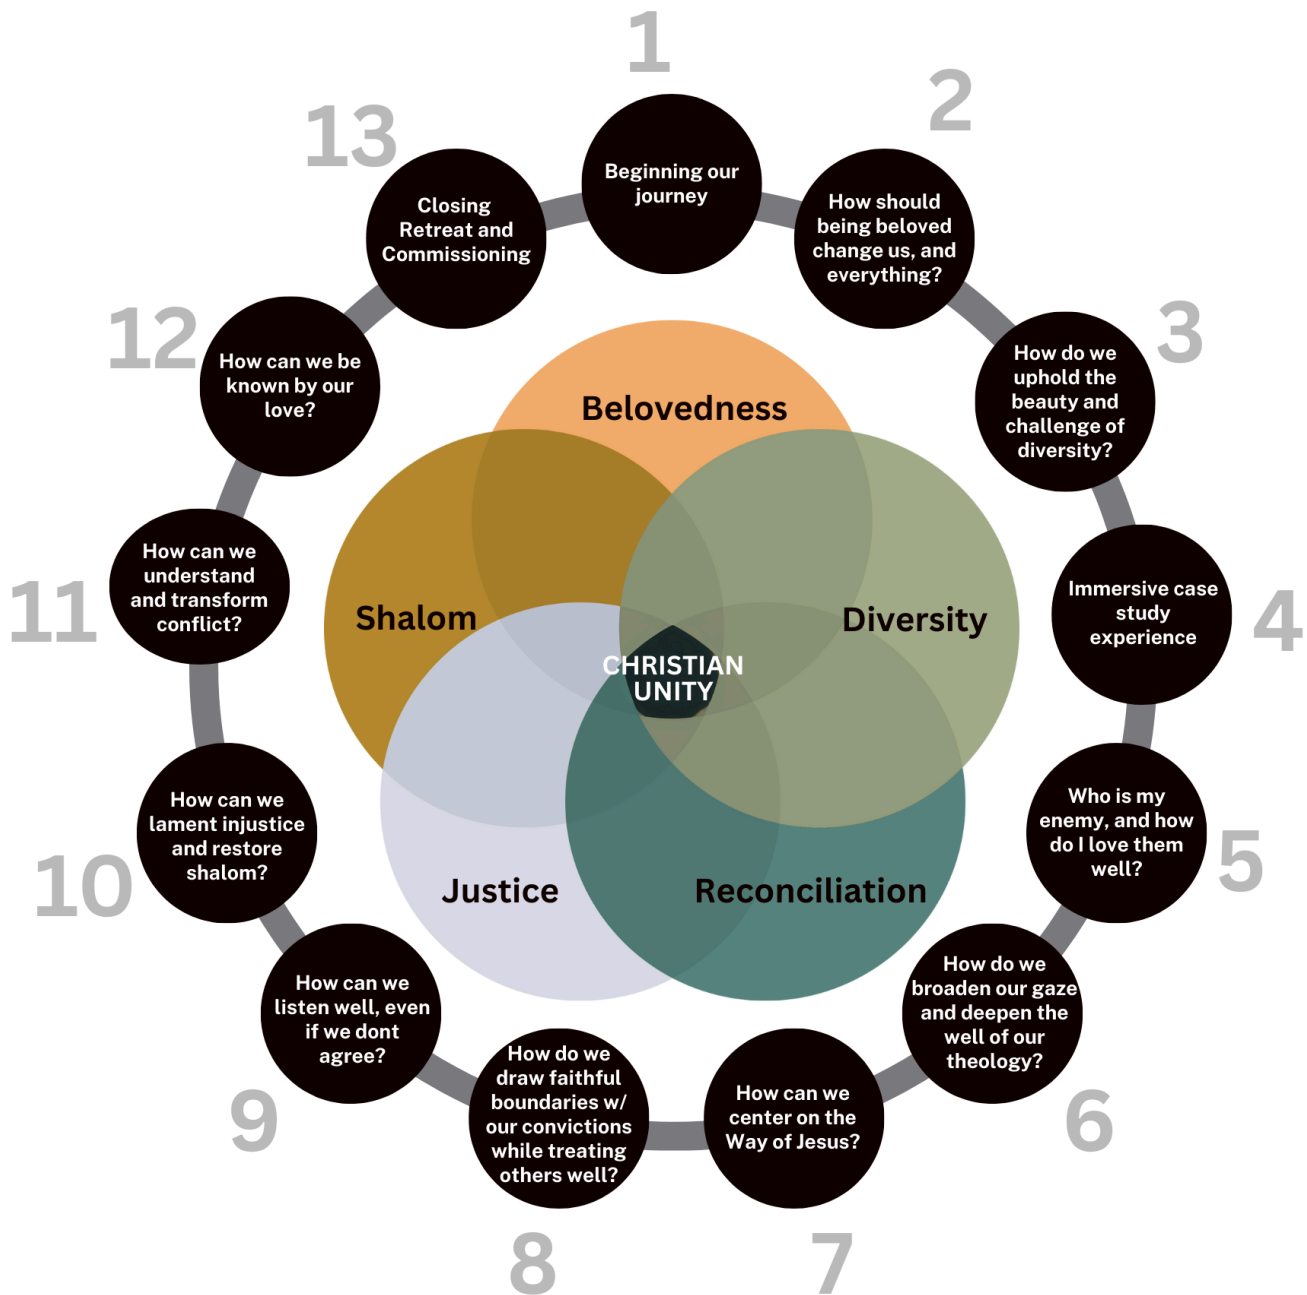 1
Beginning our
journey
2
How should
being beloved
change us, and
everything?
3
How do we
uphold the
beauty and
challenge of
diversity?
4
Immersive case
study
experience
5
Who is my
enemy, and how
do I love them
well?
6
How do we
broaden our gaze
and deepen the
well of our
theology?
7
How can we
center on the
Way of Jesus?
8
How do we
draw faithful
boundaries w/
our convictions
while treating
others well?
9
How can we
listen well, even
if we dont
agree?
10
How can we
lament injustice
and restore
shalom?
11
How can we
understand
and transform
conflict?
12
How can we be
known by our
love?
13
Closing
Retreat and
Commissioning
Belovedness
Diversity
Reconciliation
Justice
Shalom
CHRISTIAN
UNITY